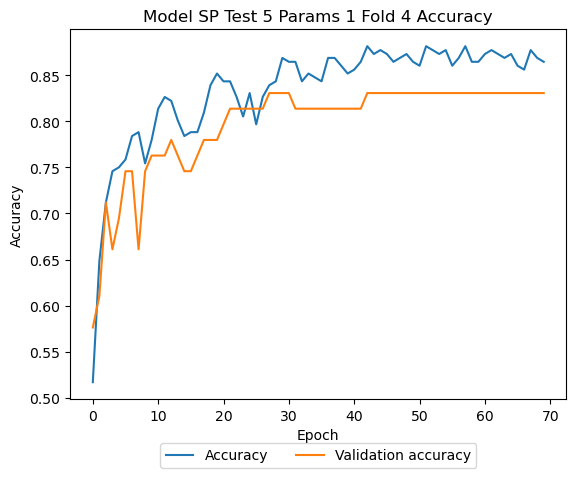 Model SP Test 5 Params 1 Fold 4 Accuracy
Accuracy
0.85
0.80
0.75
0.70
0.65
0.60
0.55
0.50
0 10 20 30 40 50 60 70
Epoch
Accuracy Validation accuracy